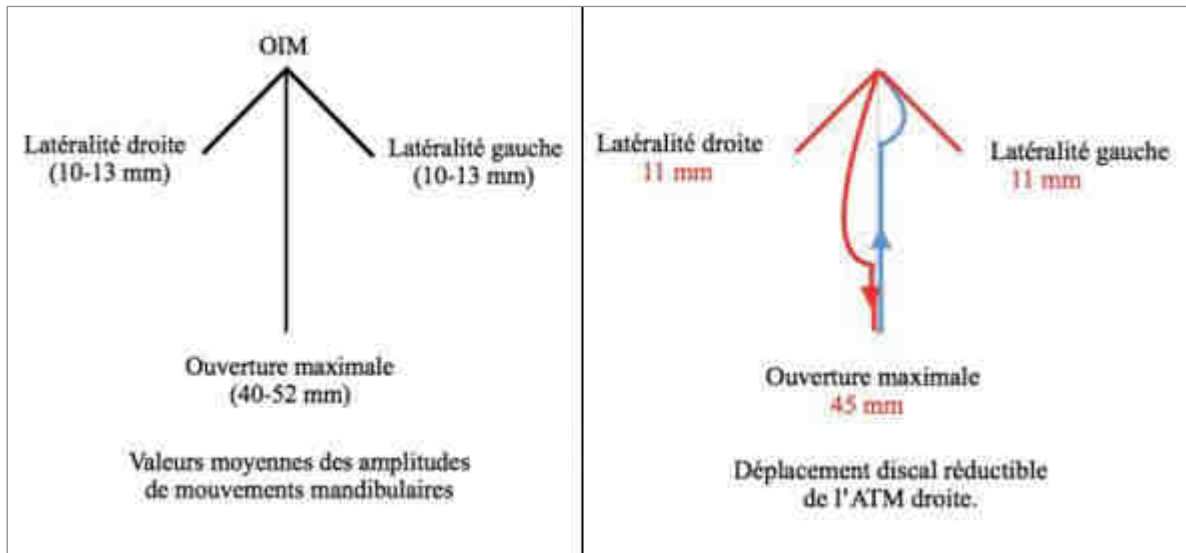 OIM
Latéralité droite
(10-13 mm)
Latéralité gauche
(10-13 mm)
Ouverture maximale
(40-52 mm)
Valeurs moyennes des amplitudes
de mouvements mandibulaires
Latéralité droite
11 mm
Latéralité gauche
11 mm
Ouverture maximale
45 mm
Déplacement discal réductible
de l'ATM droite.